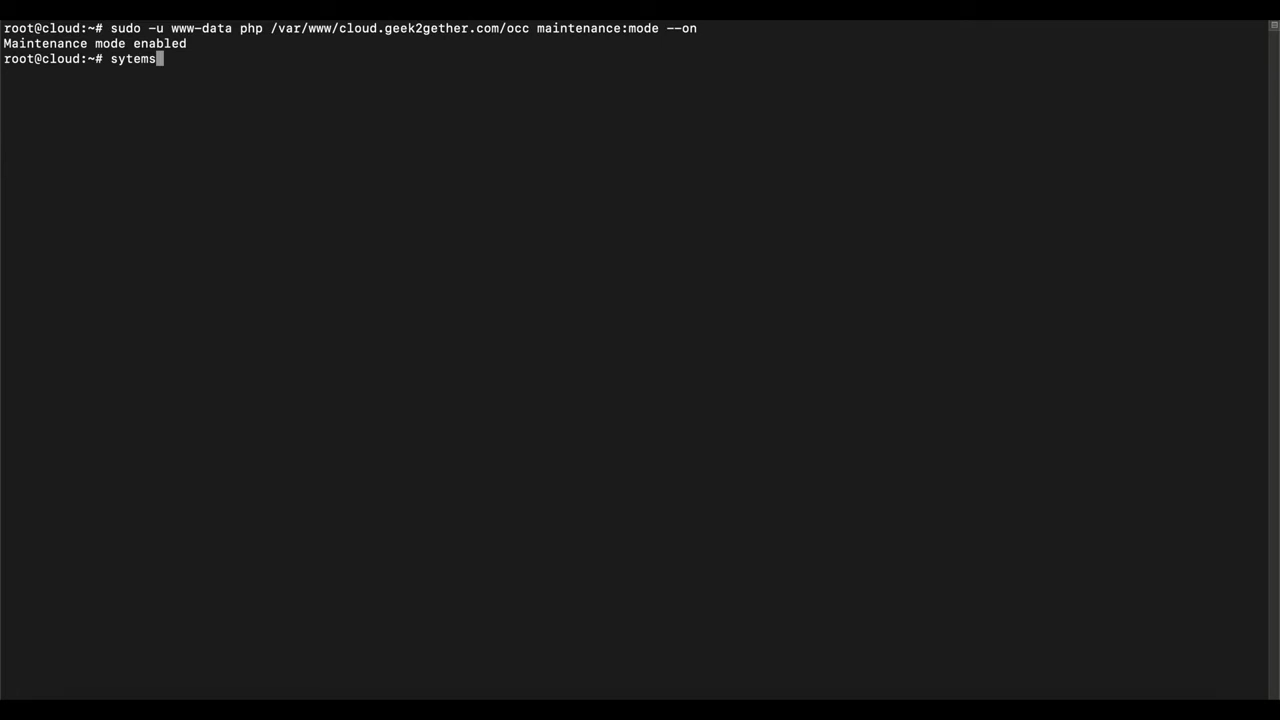 root@cloud:~# sudo -u www-data php /var/www/cloud.geek2gether.com/occ maintenance:mode --on
Maintenance mode enabled
root@cloud:~# sytems